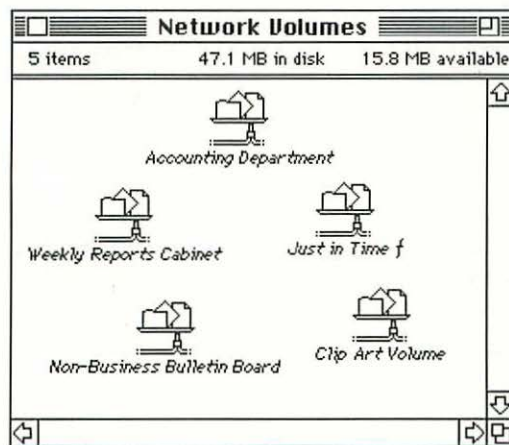 Network Volumes
5 items 47.1 MB in disk 15.8 MB available
Accounting Department
Weekly Reports Cabinet
Just in Time ƒ
Non-Business Bulletin Board
Clip Art Volume